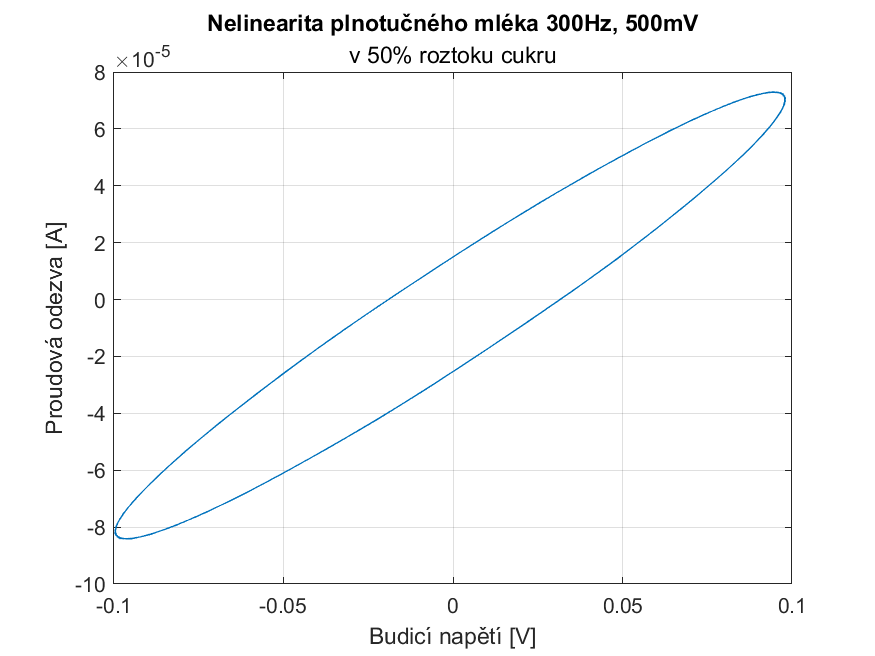 Nelinearita plnotučného mléka 300Hz, 500mV
v 50% roztoku cukru
×10^-5
8
6
4
2
0
-2
-4
-6
-8
-10
Proudová odezva [A]
-0.1 -0.05 0 0.05 0.1
Budicí napětí [V]